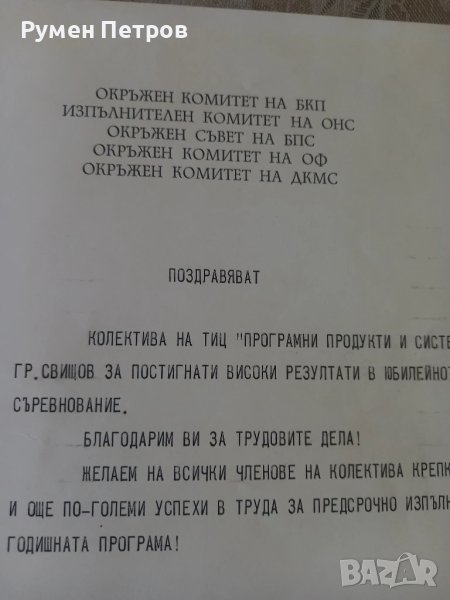 Румен Петров
ОКРЪЖЕН КОМИТЕТ НА БКП
ИЗПЪЛНИТЕЛЕН КОМИТЕТ НА ОНС
ОКРЪЖЕН СЪВЕТ НА БПС
ОКРЪЖЕН КОМИТЕТ НА ОФ
ОКРЪЖЕН КОМИТЕТ НА ДКМС
ПОЗДРАВЯВАТ
КОЛЕКТИВА НА ТИЦ "ПРОГРАМНИ ПРОДУКТИ И СИСТЕ
ГР.СВИЩОВ ЗА ПОСТИГНАТИ ВИСОКИ РЕЗУЛТАТИ В ЮБИЛЕЙНОТ
СЪРЕВНОВАНИЕ.
БЛАГОДАРИМ ВИ ЗА ТРУДОВИТЕ ДЕЛА!
ЖЕЛАЕМ НА ВСИЧКИ ЧЛЕНОВЕ НА КОЛЕКТИВА КРЕПК
И ОЩЕ ПО-ГОЛЕМИ УСПЕХИ В ТРУДА ЗА ПРЕДСРОЧНО ИЗПЪЛН
ГОДИШНАТА ПРОГРАМА!
BAZAR